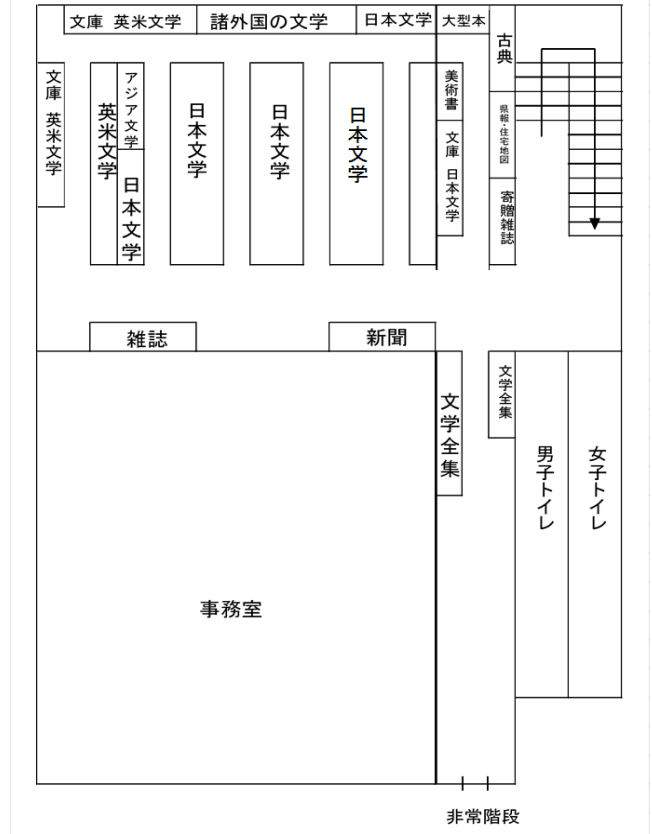 文庫 英米文学
諸外国の文学
日本文学
大型本
古典
文庫 英米文学
英米文学
アジア文学
日本文学
日本文学
日本文学
日本文学
美術書
文庫 日本文学
県報・住宅地図
寄贈雑誌
雑誌
新聞
文学全集
文学全集
男子トイレ
女子トイレ
事務室
非常階段